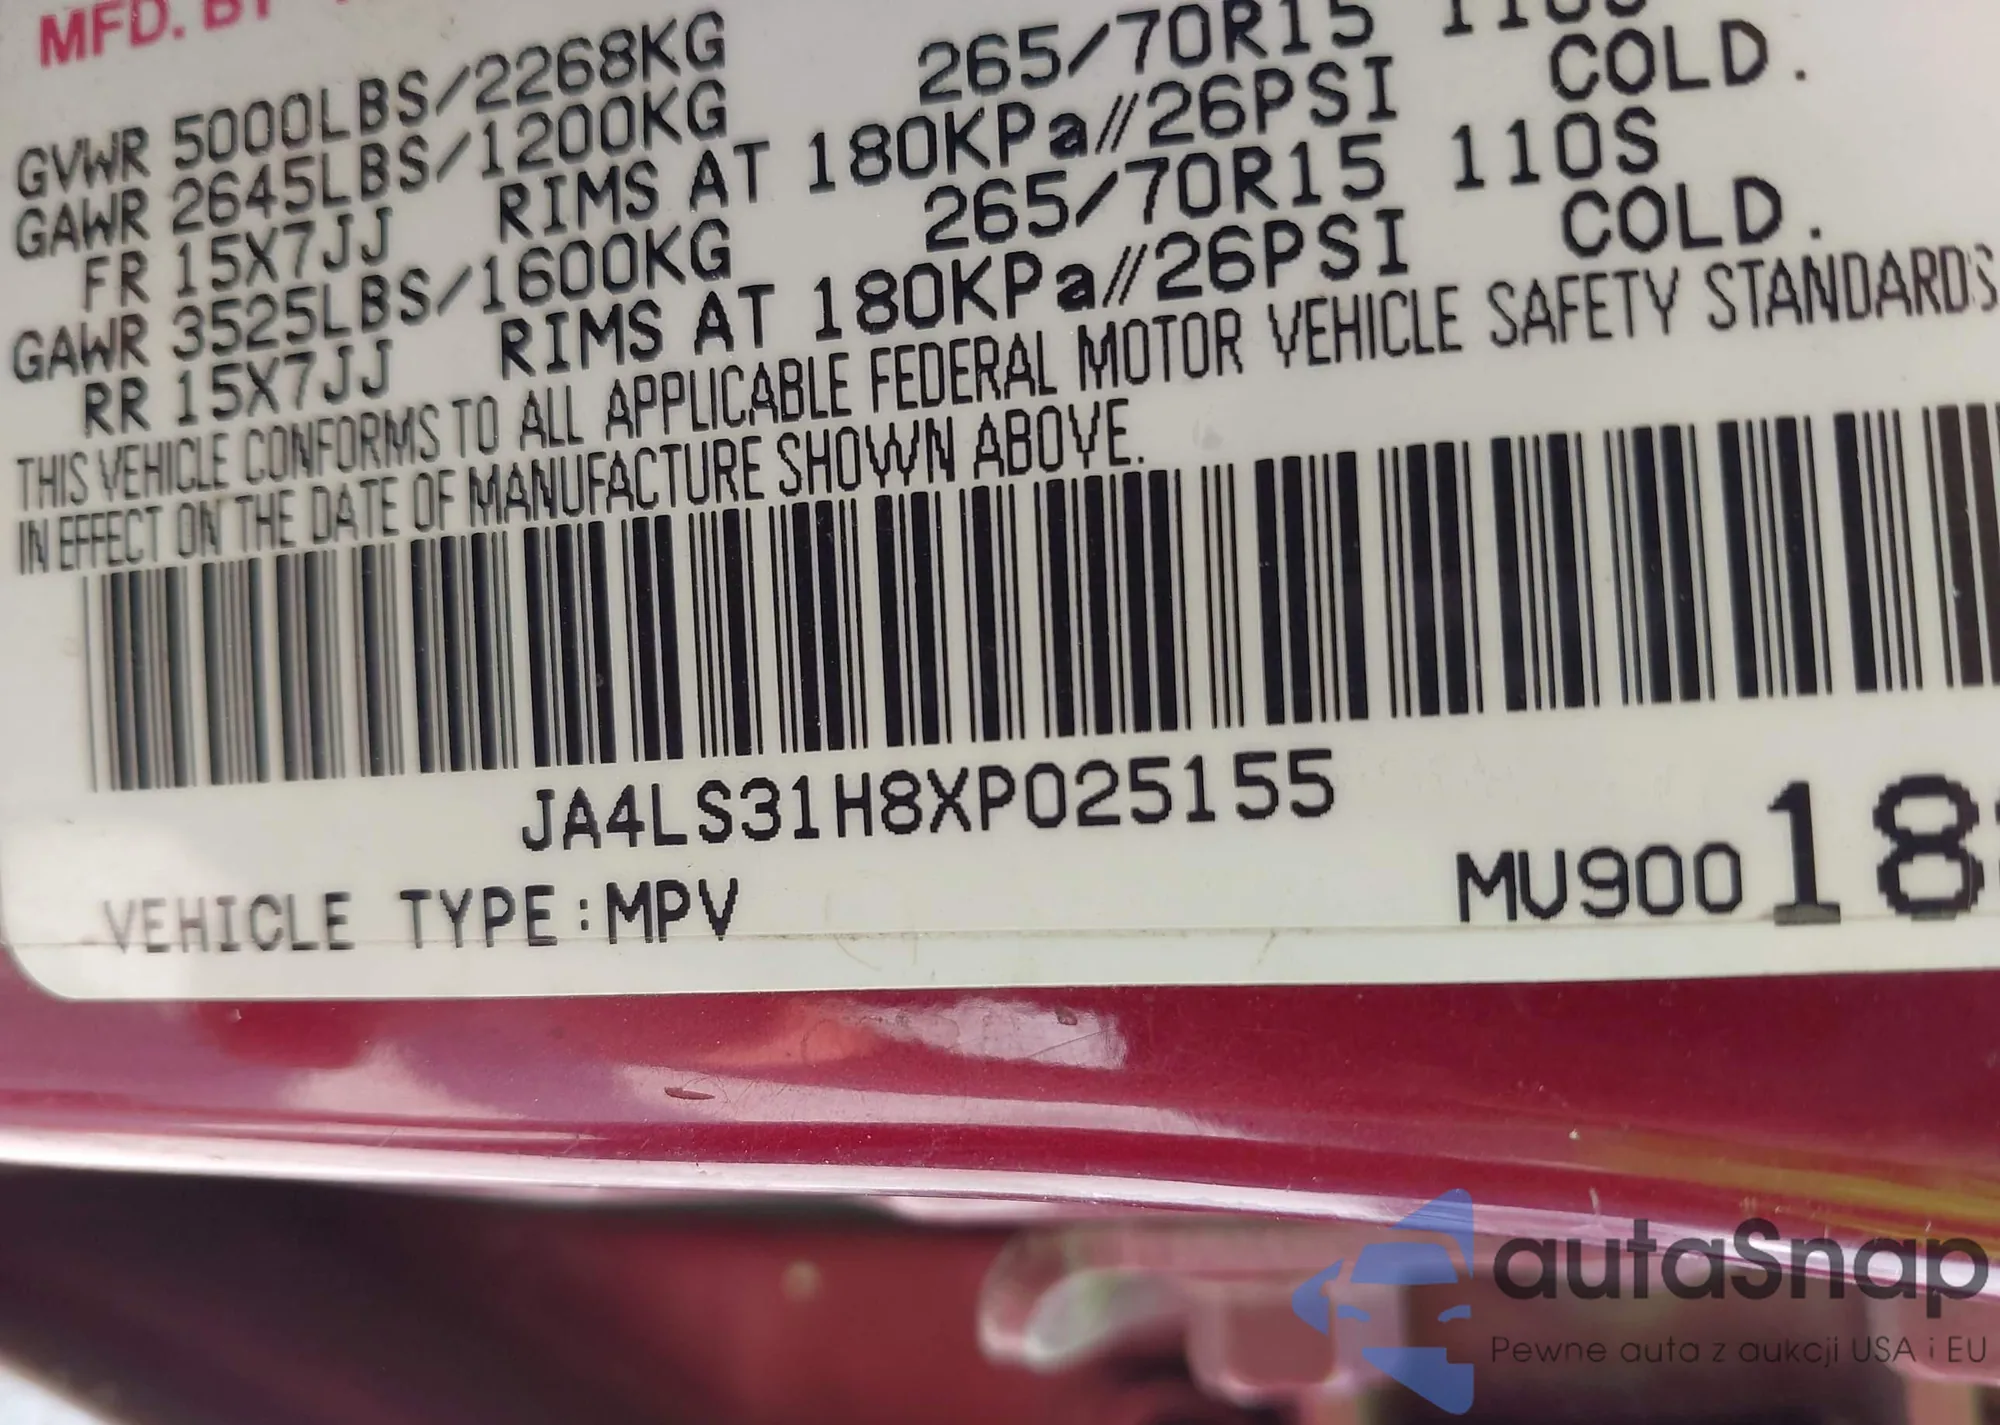 MFD. BY
GVWR 5000LBS/2268KG
GAWR 2645LBS/1200KG 265/70R15 110S
FR 15X7JJ RIMS AT 180KPa//26PSI COLD.
GAWR 3525LBS/1600KG 265/70R15 110S
RR 15X7JJ RIMS AT 180KPa//26PSI COLD.
THIS VEHICLE CONFORMS TO ALL APPLICABLE FEDERAL MOTOR VEHICLE SAFETY STANDARDS
IN EFFECT ON THE DATE OF MANUFACTURE SHOWN ABOVE.
JA4LS31H8XP025155
VEHICLE TYPE:MPV MU90018
autaSnap
Pewne auta z aukcji USA i EU